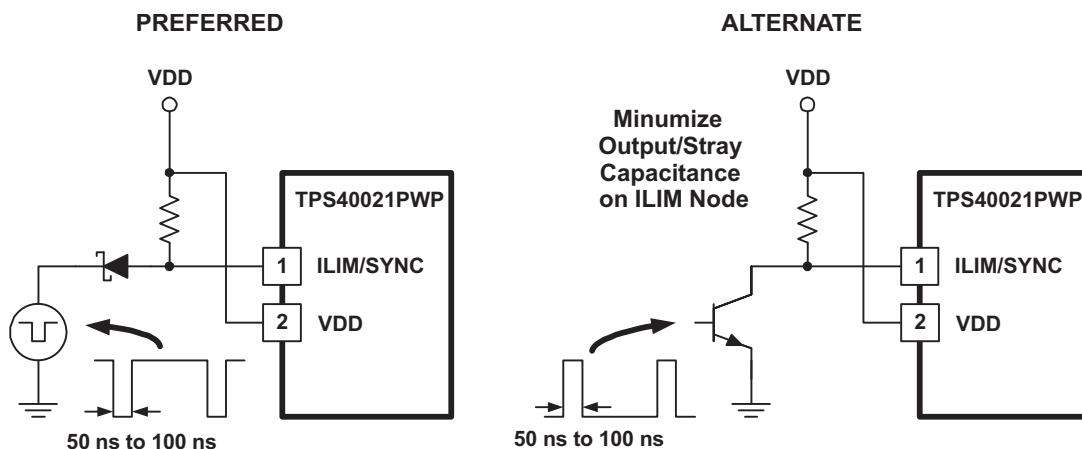 PREFERRED
VDD
TPS40021PWP
1 ILIM/SYNC
2 VDD
50 ns to 100 ns
ALTERNATE
VDD
Minumize
Output/Stray
Capacitance
on ILIM Node
TPS40021PWP
1 ILIM/SYNC
2 VDD
50 ns to 100 ns